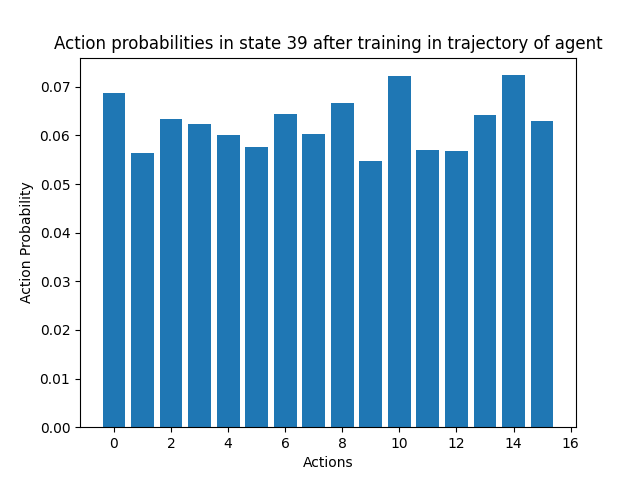 Action probabilities in state 39 after training in trajectory of agent
0.07
0.06
0.05
0.04
0.03
0.02
0.01
0.00
Action Probability
0 2 4 6 8 10 12 14 16
Actions